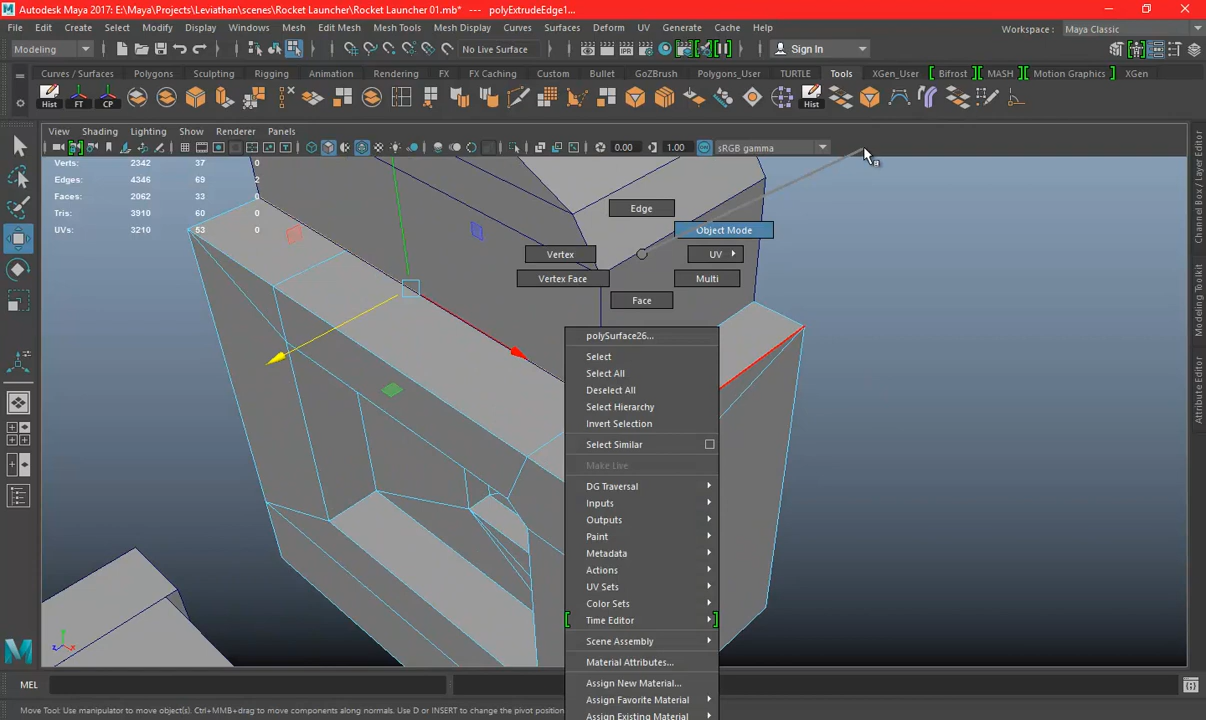 Autodesk Maya 2017: E:\Maya\Projects\Leviathan\scenes\Rocket Launcher\Rocket Launcher 01.mb* --- polyExtrudeEdge1...
File Edit Create Select Modify Display Windows Mesh Edit Mesh Mesh Tools Mesh Display Curves Surfaces Deform UV Generate Cache Help Workspace: Maya Classic
Modeling No Live Surface Sign In
Curves / Surfaces Polygons Sculpting Rigging Animation Rendering FX FX Caching Custom Bullet GoZBrush Polygons_User TURTLE Tools XGen_User Bifrost MASH Motion Graphics XGen
Hist FT CP Hist
View Shading Lighting Show Renderer Panels
0.00 1.00 sRGB gamma
Verts: 2342 37 0
Edges: 4346 69 2
Faces: 2062 33 0
Tris: 3910 60 0
UVs: 3210 53 0
Edge
Object Mode
Vertex UV
Vertex Face Multi
Face
polySurface26...
Select
Select All
Deselect All
Select Hierarchy
Invert Selection
Select Similar
Make Live
DG Traversal
Inputs
Outputs
Paint
Metadata
Actions
UV Sets
Color Sets
Time Editor
Scene Assembly
Material Attributes...
Assign New Material...
Assign Favorite Material
Assign Existing Material
Channel Box / Layer Editor
Modeling Toolkit
Attribute Editor
MEL
Move Tool: Use manipulator to move object(s). Ctrl+MMB+drag to move components along normals. Use D or INSERT to change the pivot position